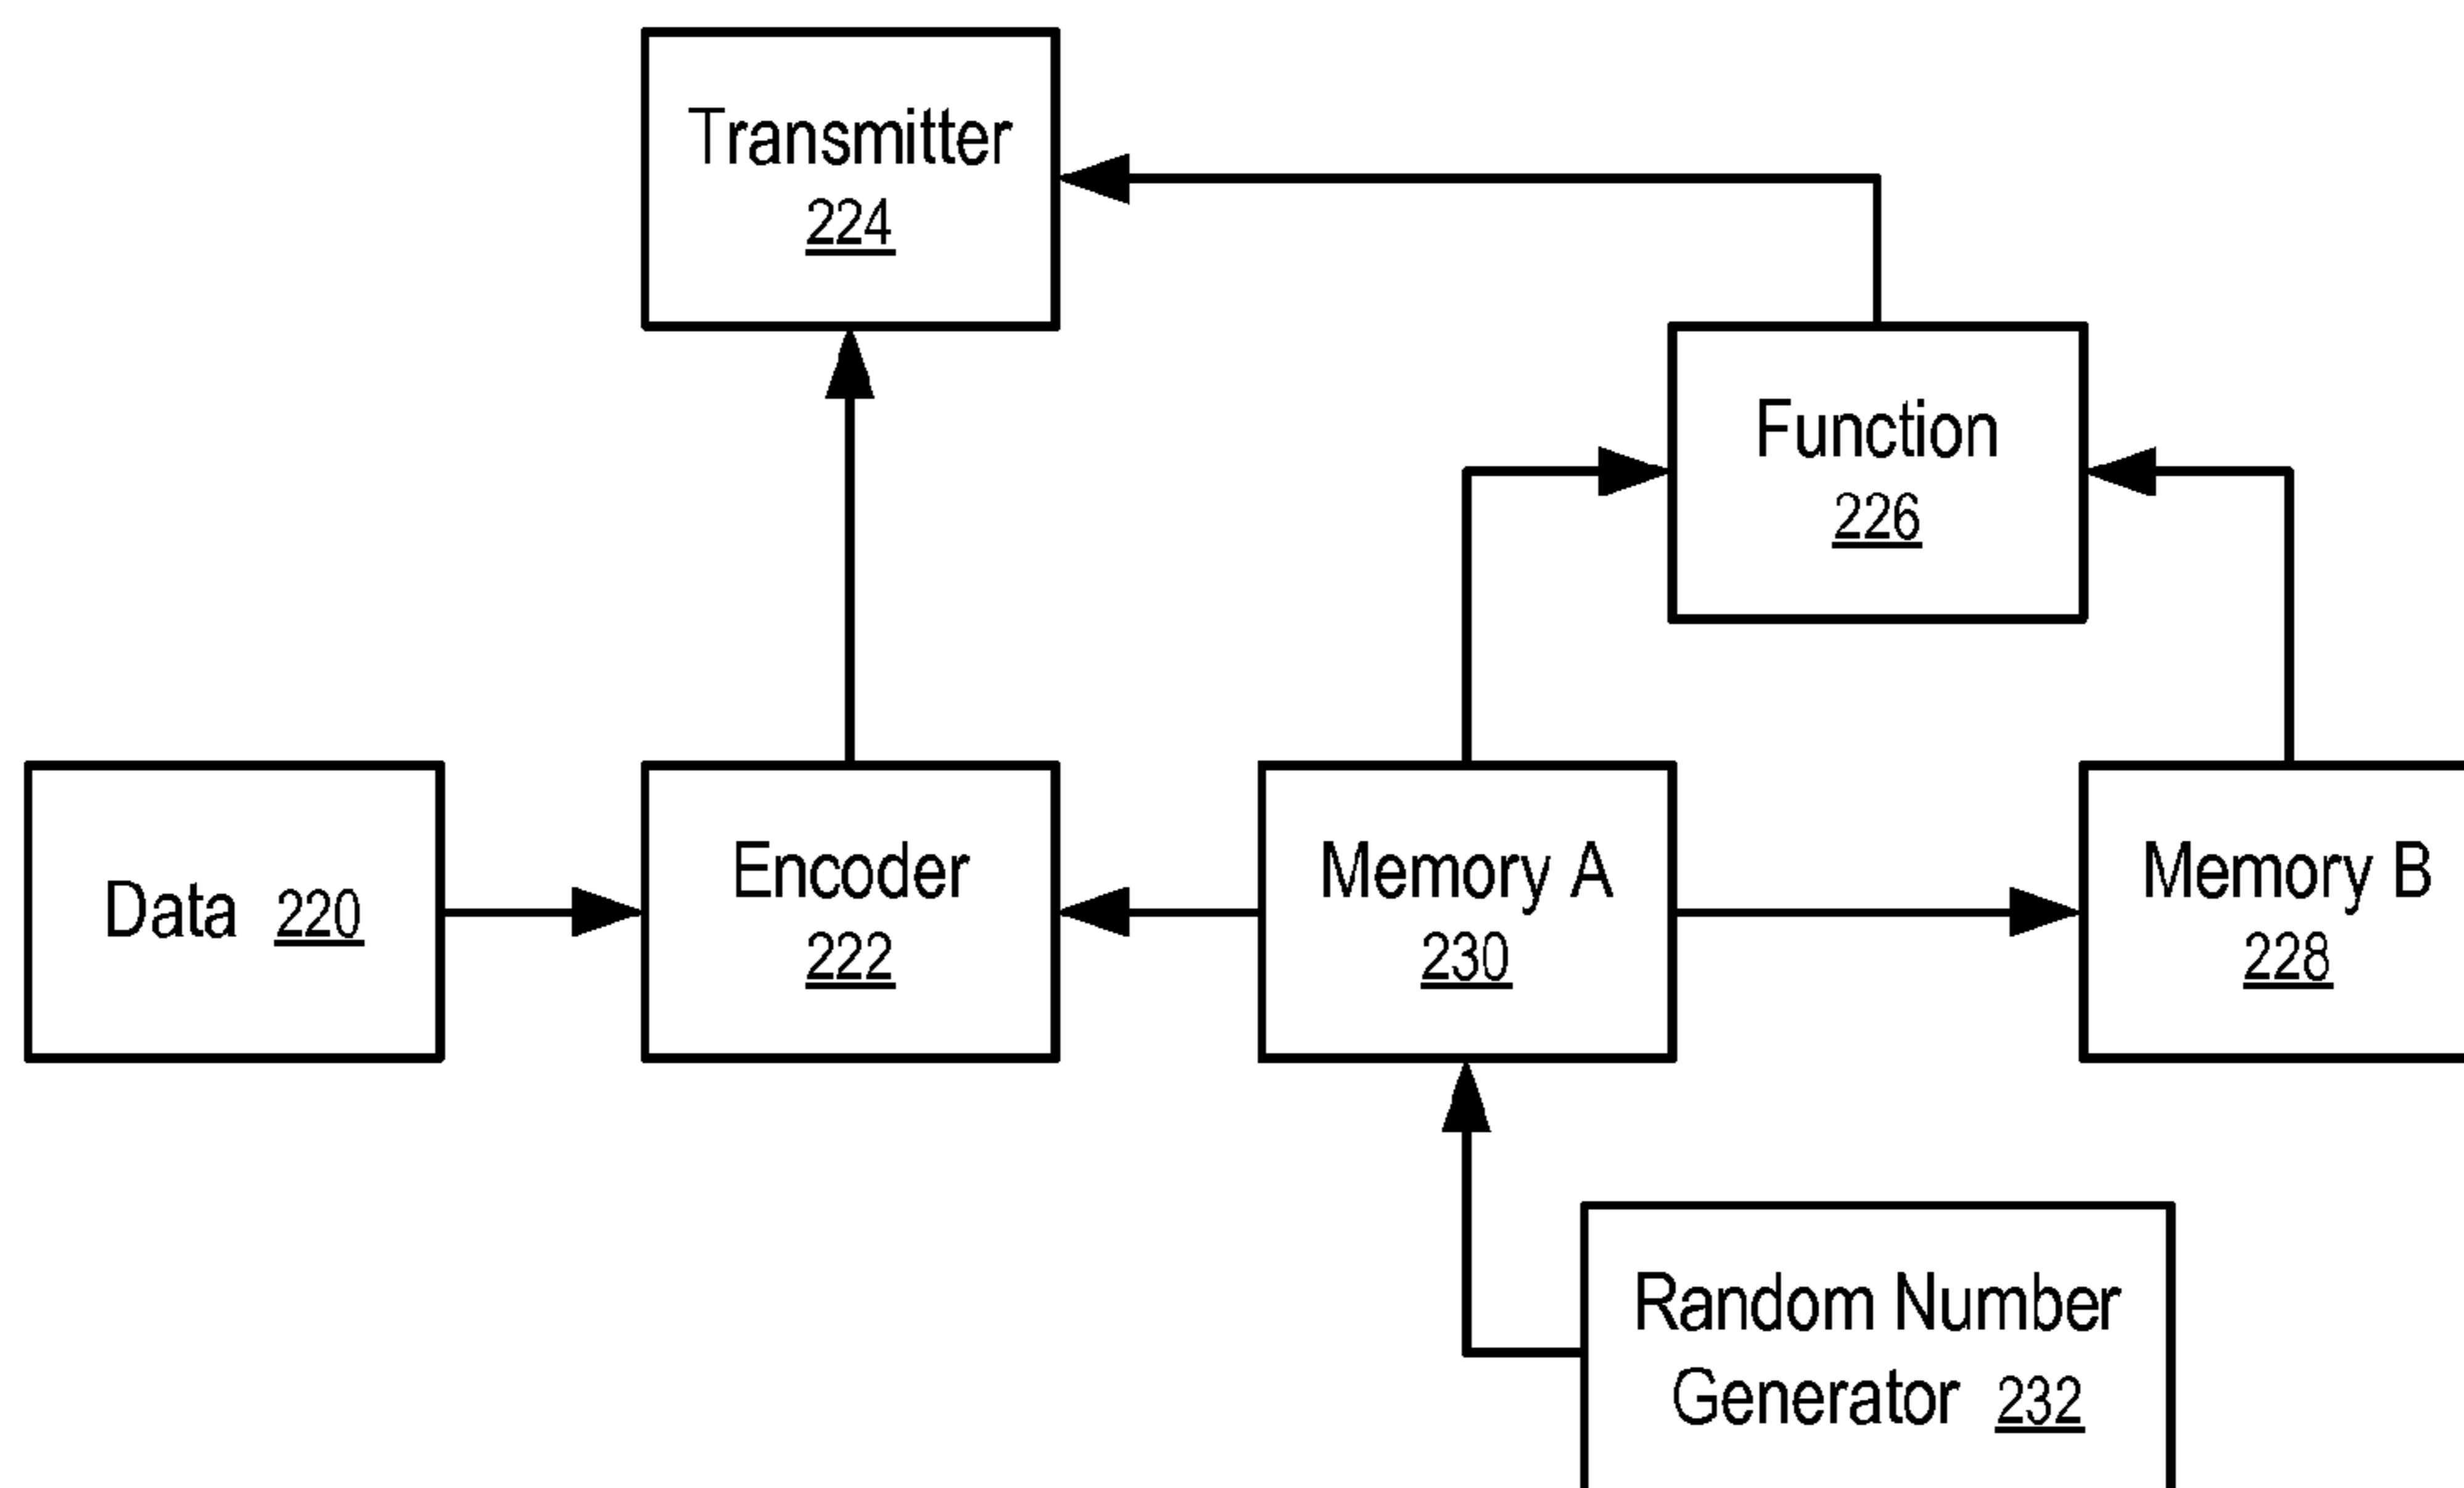 Transmitter
224
Function
226
Data 220
Encoder
222
Memory A
230
Memory B
228
Random Number
Generator 232